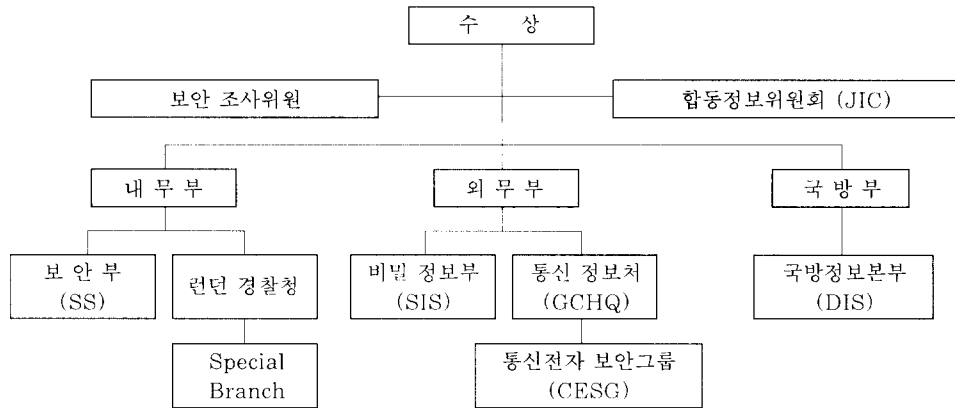 수 상
보안 조사위원
합동정보위원회 (JIC)
내 무 부
외 무 부
국 방 부
보 안 부
(SS)
런던 경찰청
비밀 정보부
(SIS)
통신 정보처
(GCHQ)
국방정보본부
(DIS)
Special
Branch
통신전자 보안그룹
(CESG)